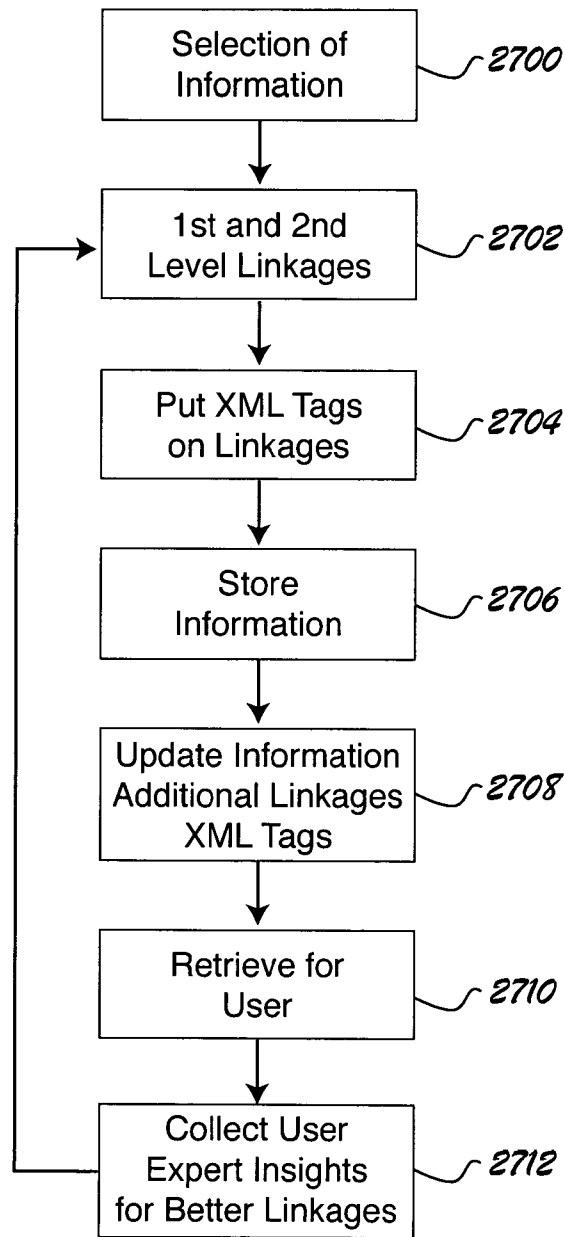 Selection of
Information
2700
1st and 2nd
Level Linkages
2702
Put XML Tags
on Linkages
2704
Store
Information
2706
Update Information
Additional Linkages
XML Tags
2708
Retrieve for
User
2710
Collect User
Expert Insights
for Better Linkages
2712